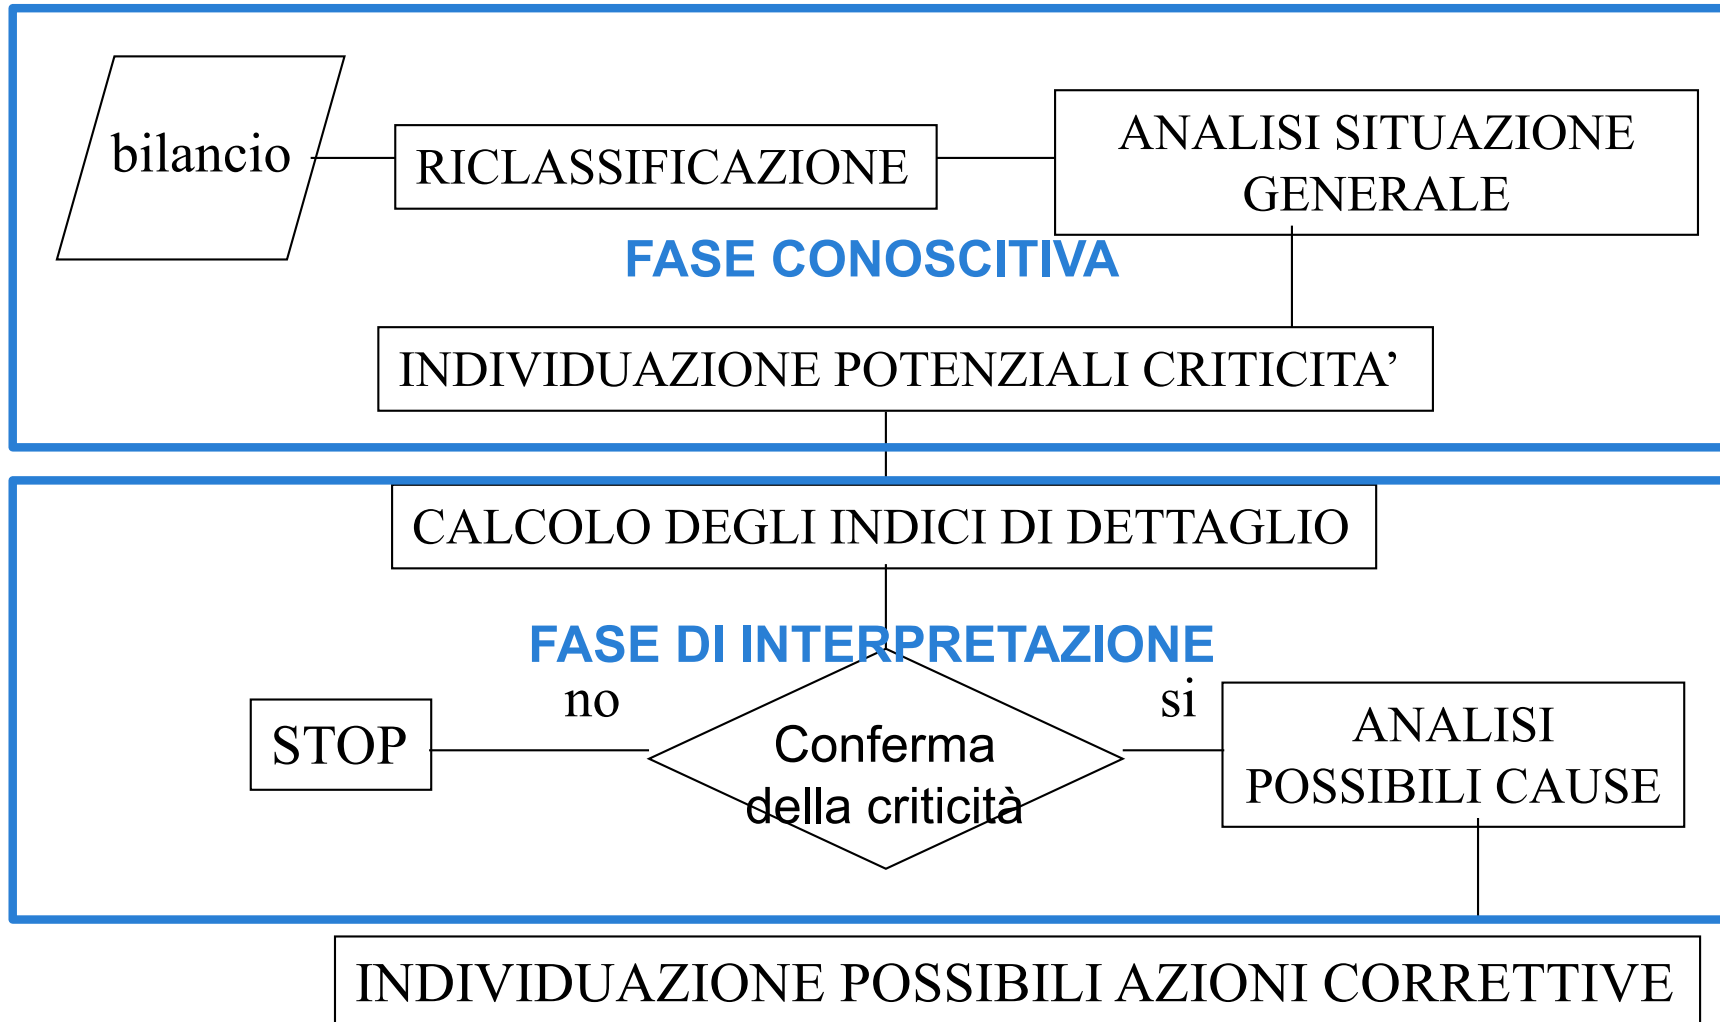 bilancio
RICLASSIFICAZIONE
ANALISI SITUAZIONE
GENERALE
FASE CONOSCITIVA
INDIVIDUAZIONE POTENZIALI CRITICITA’
CALCOLO DEGLI INDICI DI DETTAGLIO
FASE DI INTERPRETAZIONE
STOP
no
Conferma
della criticità
si
ANALISI
POSSIBILI CAUSE
INDIVIDUAZIONE POSSIBILI AZIONI CORRETTIVE